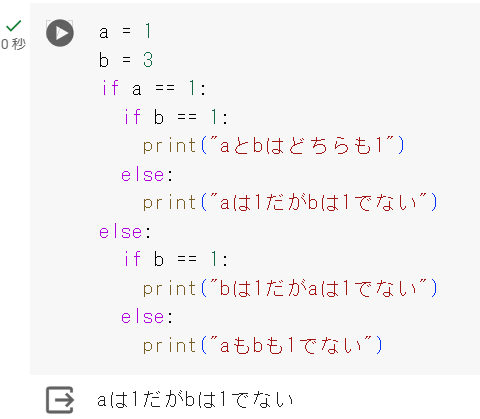 a = 1
0 秒
b = 3
if a == 1:
if b == 1:
print("aとbはどちらも1")
else:
print("aは1だがbは1でない")
else:
if b == 1:
print("bは1だがaは1でない")
else:
print("aもbも1でない")
aは1だがbは1でない